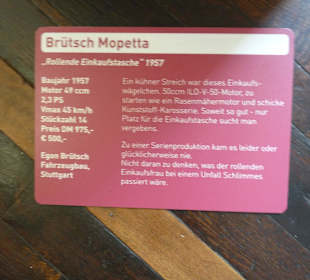 Brütsch Mopetta
„Rollende Einkaufstasche" 1957
Baujahr 1957
Motor 49 ccm
2,3 PS
Vmax 45 km/h
Stückzahl 14
Preis DM 975,-
€ 500,-
Egon Brütsch
Fahrzeugbau,
Stuttgart
Ein kühner Streich war dieses Einkaufs-
wägelchen. 50ccm ILO-V-50-Motor, zu
starten wie ein Rasenmähermotor und schicke
Kunststoff-Karosserie. Soweit so gut - nur
Platz für die Einkaufstasche sucht man
vergebens.
Zu einer Serienproduktion kam es leider oder
glücklicherweise nie.
Nicht daran zu denken, was der rollenden
Einkaufsfrau bei einem Unfall Schlimmes
passiert wäre.